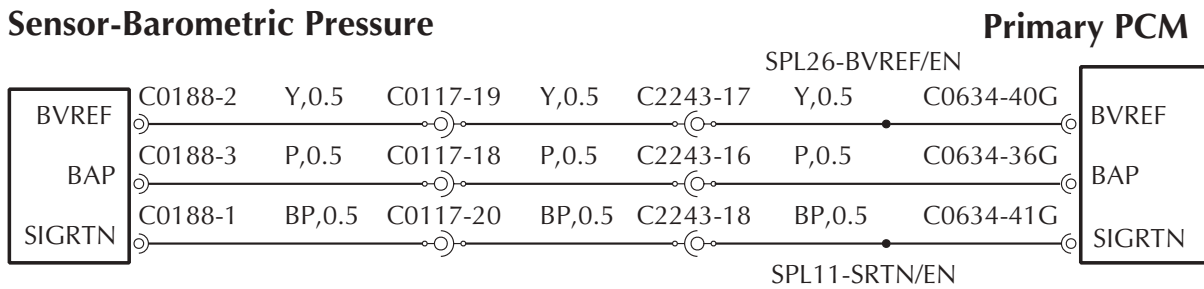 Sensor-Barometric Pressure
Primary PCM
SPL26-BVREF/EN
BVREF C0188-2 Y,0.5 C0117-19 Y,0.5 C2243-17 Y,0.5 C0634-40G BVREF
BAP C0188-3 P,0.5 C0117-18 P,0.5 C2243-16 P,0.5 C0634-36G BAP
SIGRTN C0188-1 BP,0.5 C0117-20 BP,0.5 C2243-18 BP,0.5 C0634-41G SIGRTN
SPL11-SRTN/EN